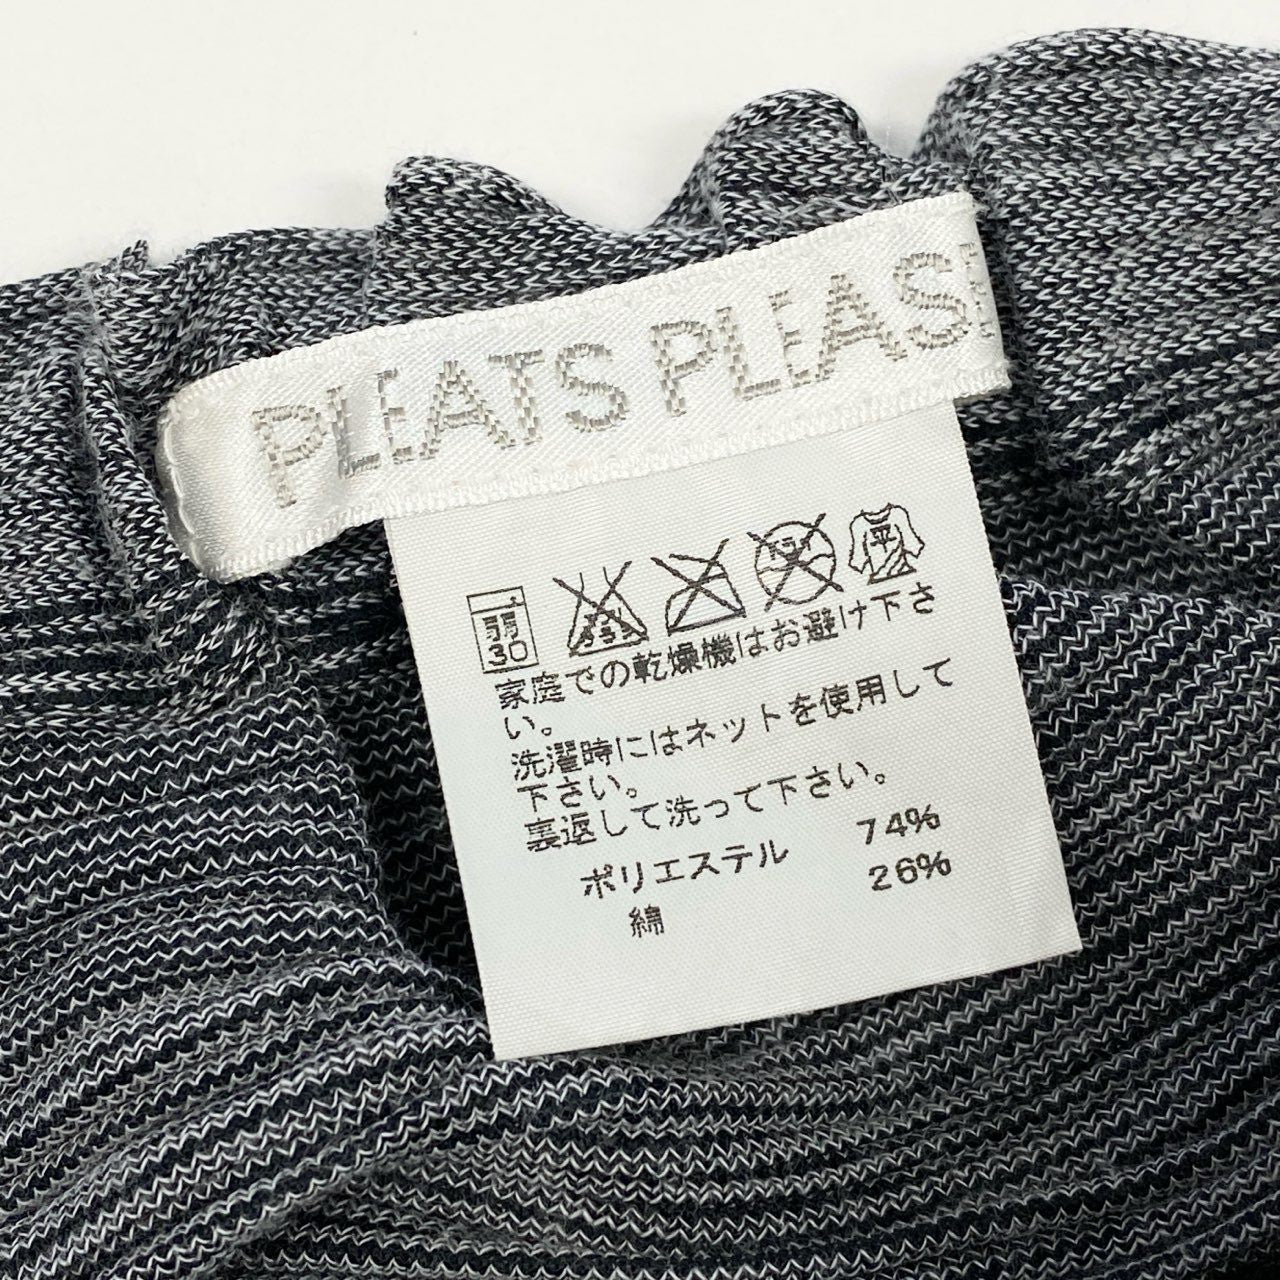 PLEATS PLEASE
弱
30
平
家庭での乾燥機はお避け下さ
い。
洗濯時にはネットを使用して
下さい。
裏返して洗って下さい。
ポリエステル 74%
綿 26%